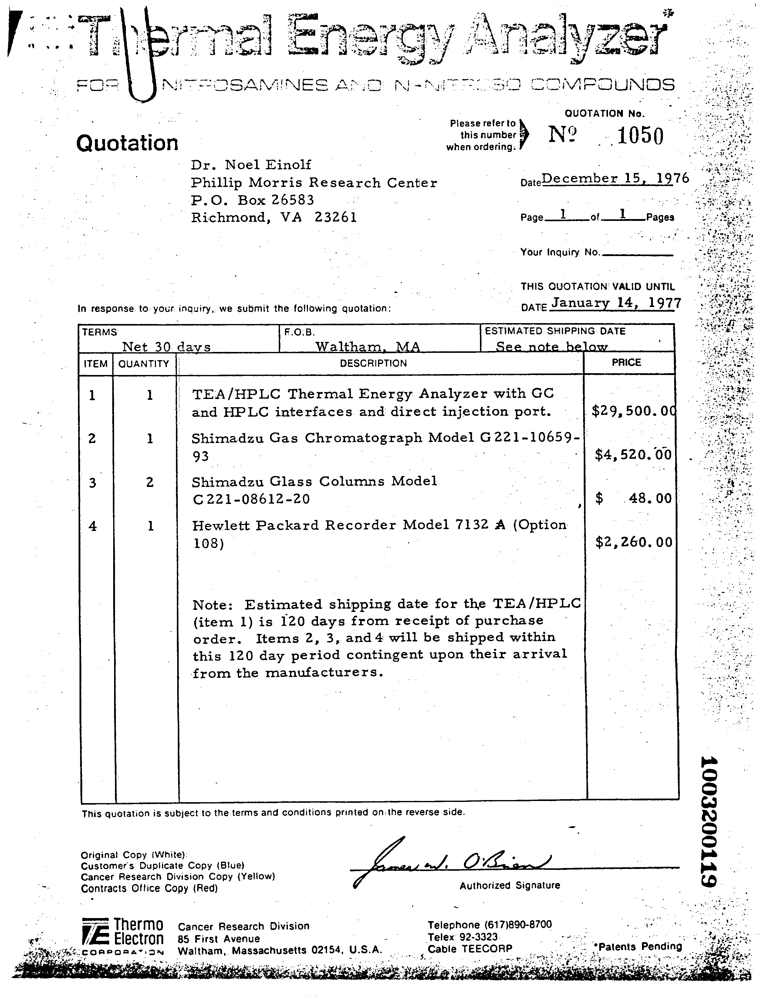 Thermal Energy Analyzer*
FOR NITROSAMINES AND N-NITROSO COMPOUNDS
QUOTATION No.
Please refer to
this number
when ordering.
Nº 1050
Quotation
Dr. Noel Einolf
Phillip Morris Research Center
P.O. Box 26583
Richmond, VA 23261
Date December 15, 1976
Page 1 of 1 Pages
Your Inquiry No.
THIS QUOTATION VALID UNTIL
In response to your inquiry, we submit the following quotation:
DATE January 14, 1977
TERMS F.O.B. ESTIMATED SHIPPING DATE
Net 30 days Waltham, MA See note below
ITEM QUANTITY DESCRIPTION PRICE
1 1 TEA/HPLC Thermal Energy Analyzer with GC
and HPLC interfaces and direct injection port. $29,500.00
2 1 Shimadzu Gas Chromatograph Model G221-10659-
93 $4,520.00
3 2 Shimadzu Glass Columns Model
C221-08612-20 $ 48.00
4 1 Hewlett Packard Recorder Model 7132 A (Option
108) $2,260.00
Note: Estimated shipping date for the TEA/HPLC
(item 1) is 120 days from receipt of purchase
order. Items 2, 3, and 4 will be shipped within
this 120 day period contingent upon their arrival
from the manufacturers.
This quotation is subject to the terms and conditions printed on the reverse side.
Original Copy (White)
Customer's Duplicate Copy (Blue)
Cancer Research Division Copy (Yellow)
Contracts Office Copy (Red)
James W. O'Brien
Authorized Signature
Thermo
Electron
CORPORATION
Cancer Research Division
85 First Avenue
Waltham, Massachusetts 02154, U.S.A.
Telephone (617)890-8700
Telex 92-3323
Cable TEECORP
*Patents Pending
1003200119